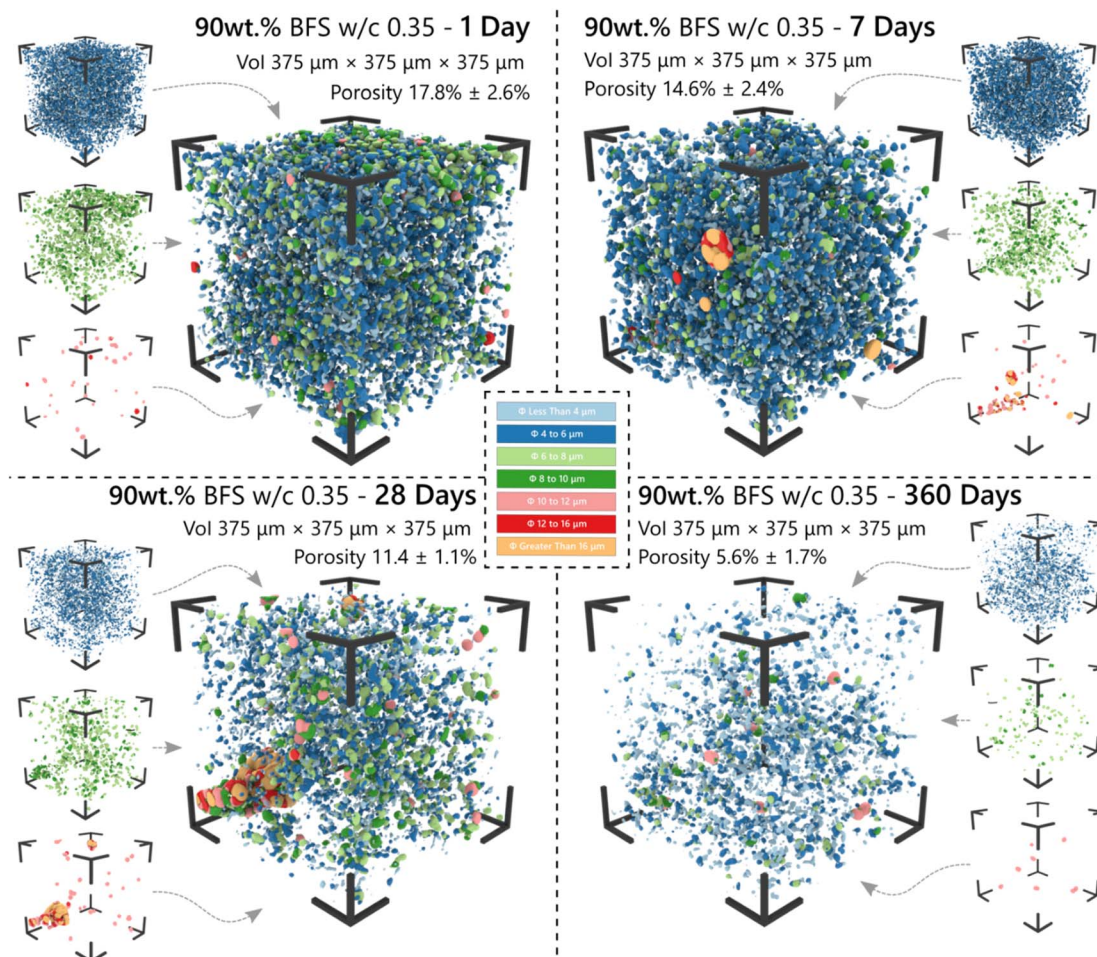 90wt.% BFS w/c 0.35 - 1 Day
Vol 375 μm × 375 μm × 375 μm
Porosity 17.8% ± 2.6%
90wt.% BFS w/c 0.35 - 7 Days
Vol 375 μm × 375 μm × 375 μm
Porosity 14.6% ± 2.4%
Φ Less Than 4 μm
Φ 4 to 6 μm
Φ 6 to 8 μm
Φ 8 to 10 μm
Φ 10 to 12 μm
Φ 12 to 16 μm
Φ Greater Than 16 μm
90wt.% BFS w/c 0.35 - 28 Days
Vol 375 μm × 375 μm × 375 μm
Porosity 11.4 ± 1.1%
90wt.% BFS w/c 0.35 - 360 Days
Vol 375 μm × 375 μm × 375 μm
Porosity 5.6% ± 1.7%